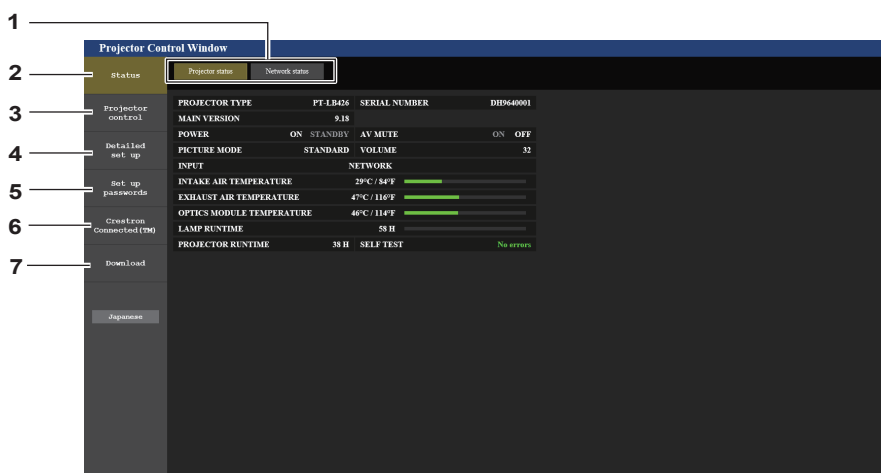 1
Projector Control Window
2
Status
Projector status Network status
3
Projector
control
4
Detailed
set up
5
Set up
passwords
6
Crestron
Connected(TM)
7
Download
Japanese
PROJECTOR TYPE PT-LB426 SERIAL NUMBER DH9640001
MAIN VERSION 9.18
POWER ON STANDBY AV MUTE ON OFF
PICTURE MODE STANDARD VOLUME 32
INPUT NETWORK
INTAKE AIR TEMPERATURE 29°C / 84°F
EXHAUST AIR TEMPERATURE 47°C / 116°F
OPTICS MODULE TEMPERATURE 46°C / 114°F
LAMP RUNTIME 58 H
PROJECTOR RUNTIME 38 H SELF TEST No errors